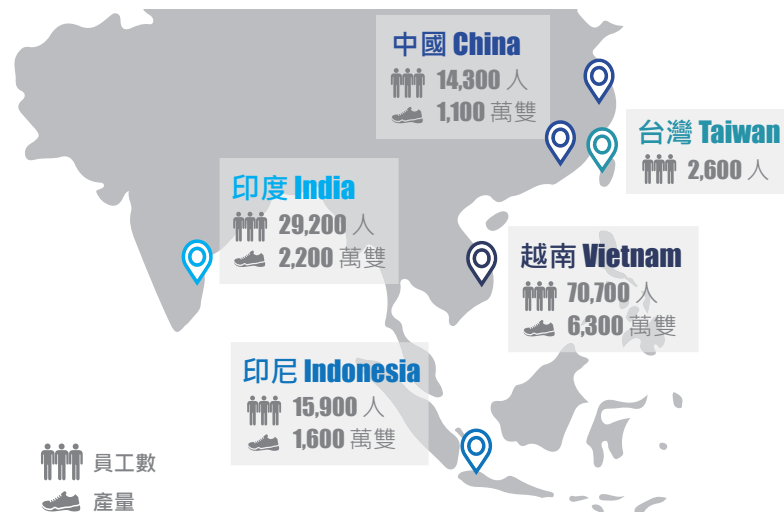 中國 China
14,300 人
1,100 萬雙
台灣 Taiwan
2,600 人
印度 India
29,200 人
2,200 萬雙
越南 Vietnam
70,700 人
6,300 萬雙
印尼 Indonesia
15,900 人
1,600 萬雙
員工數
產量